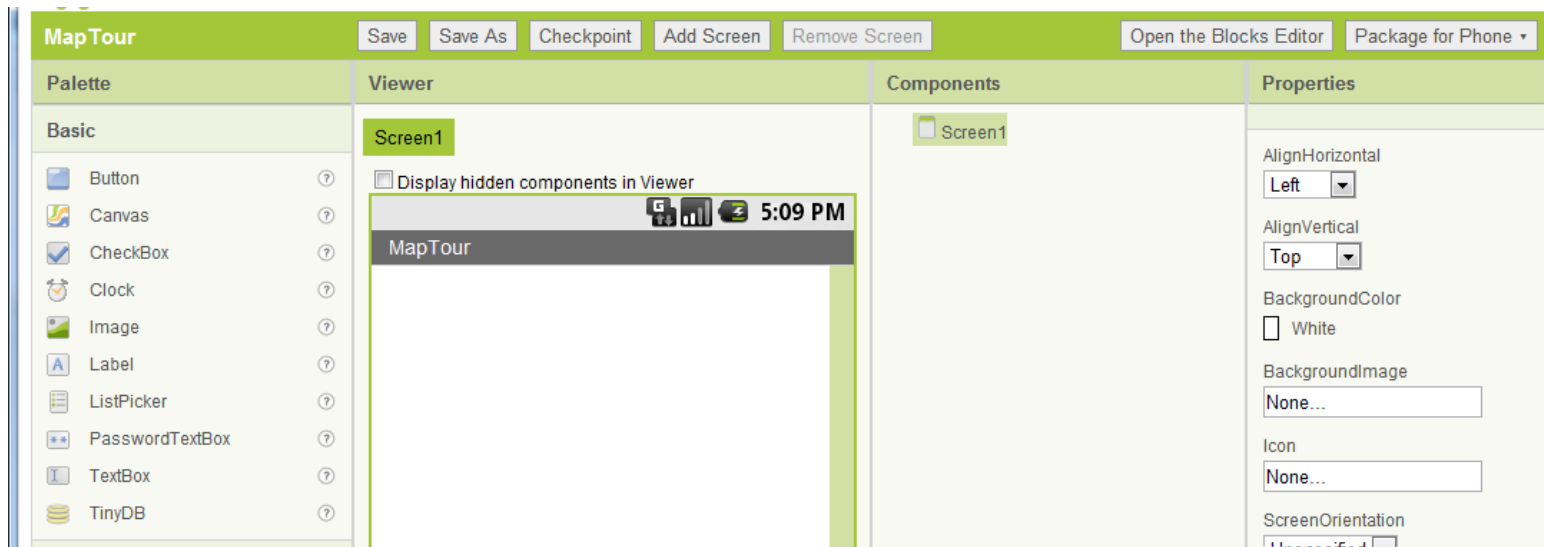 MapTour
Save
Save As
Checkpoint
Add Screen
Remove Screen
Open the Blocks Editor
Package for Phone
Palette
Viewer
Components
Properties
Basic
Button
?
Canvas
?
CheckBox
?
Clock
?
Image
?
Label
?
ListPicker
?
PasswordTextBox
?
TextBox
?
TinyDB
?
Screen1
Display hidden components in Viewer
G
5:09 PM
MapTour
Screen1
AlignHorizontal
Left
AlignVertical
Top
BackgroundColor
White
BackgroundImage
None...
Icon
None...
ScreenOrientation